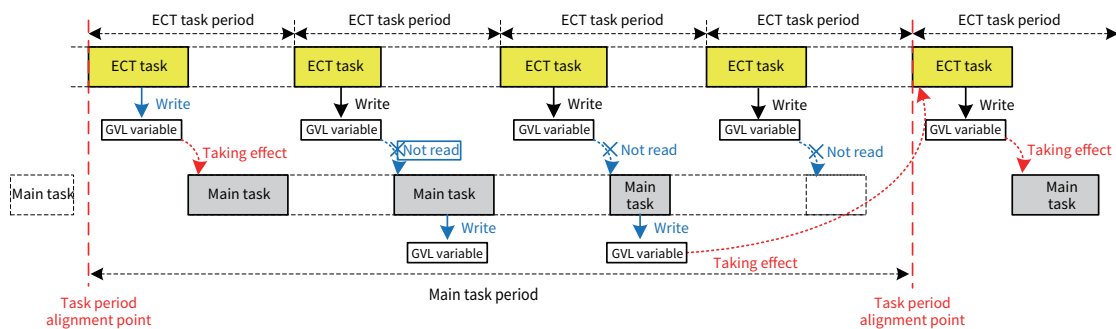 ECT task period ECT task period ECT task period ECT task period ECT task period
ECT task ECT task ECT task ECT task ECT task
Write Write Write Write Write
GVL variable GVL variable GVL variable GVL variable GVL variable
Taking effect Not read Not read Not read Taking effect
Main task Main task Main task Main Main
task task
Write Write
GVL variable GVL variable
Taking effect
Main task period
Task period Task period
alignment point alignment point